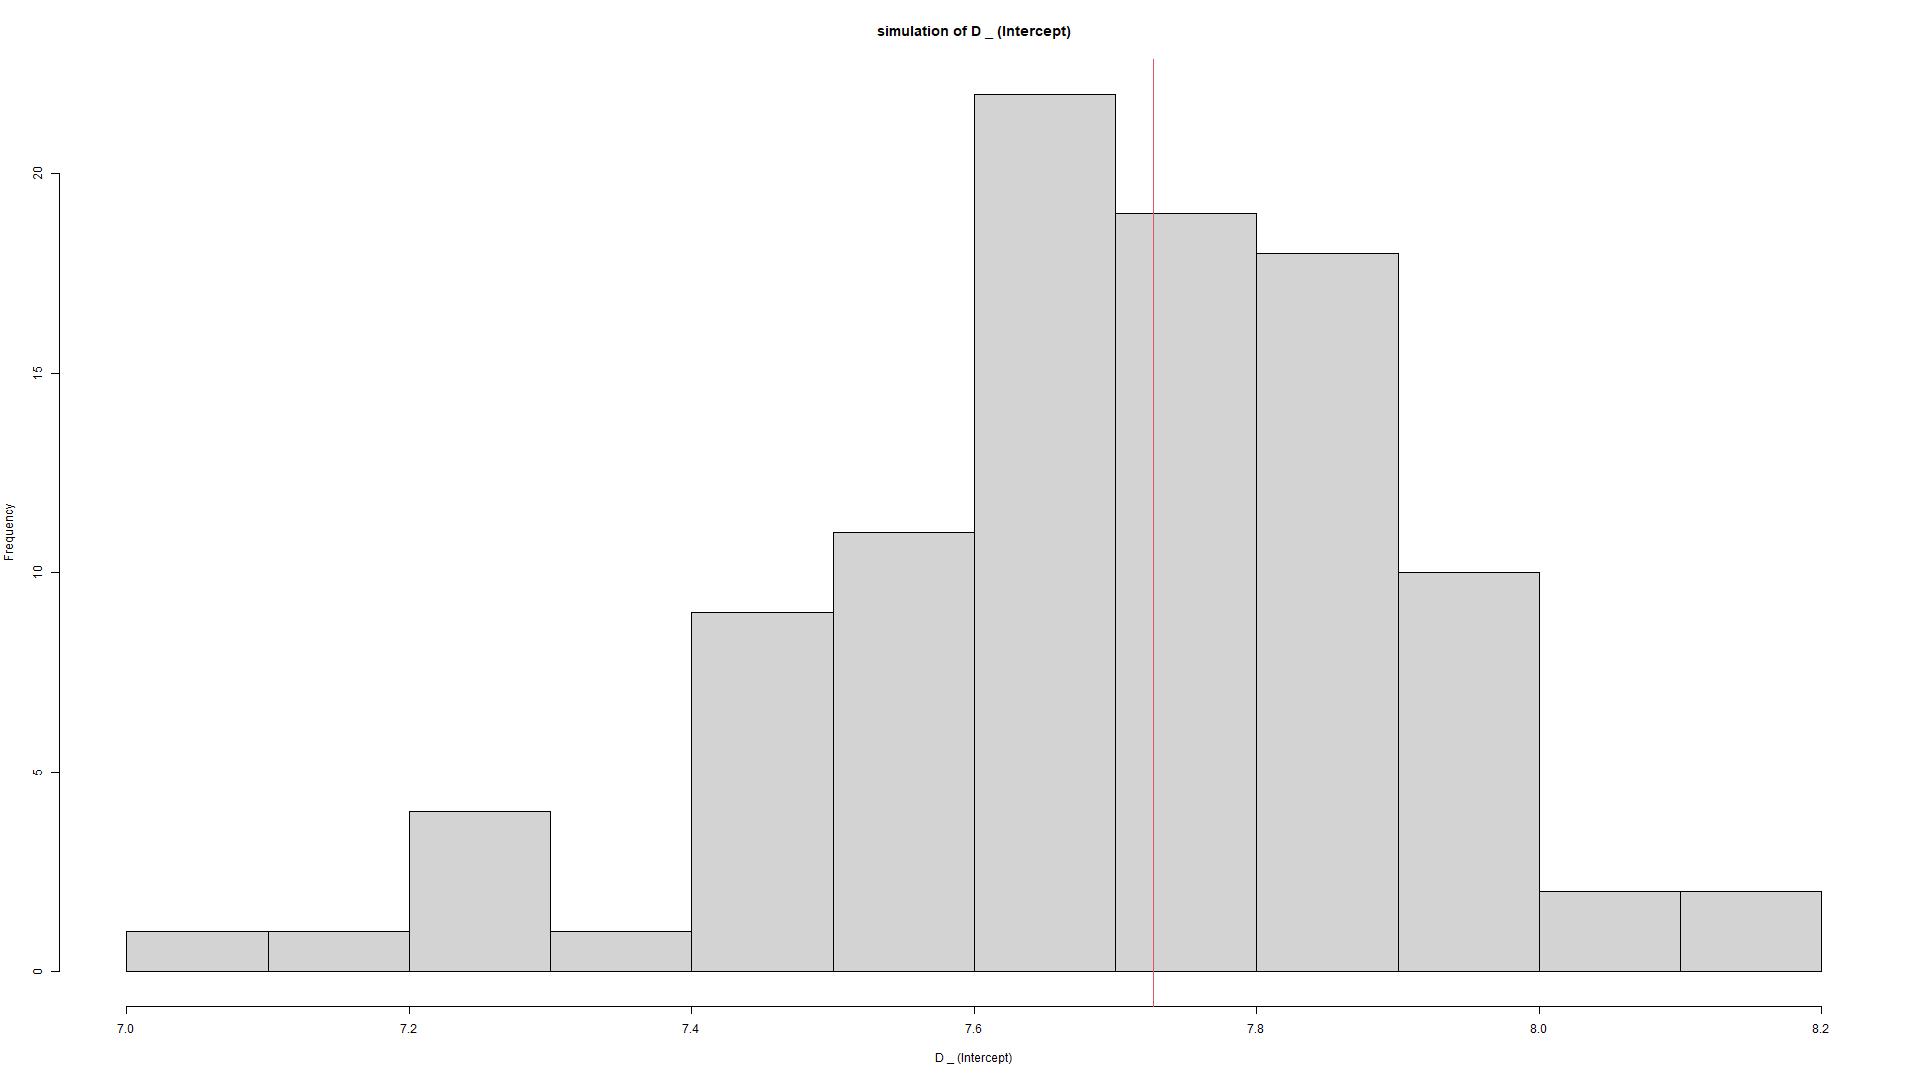 simulation of D _ (Intercept)
Frequency
20
15
10
5
0
7.0 7.2 7.4 7.6 7.8 8.0 8.2
D _ (Intercept)